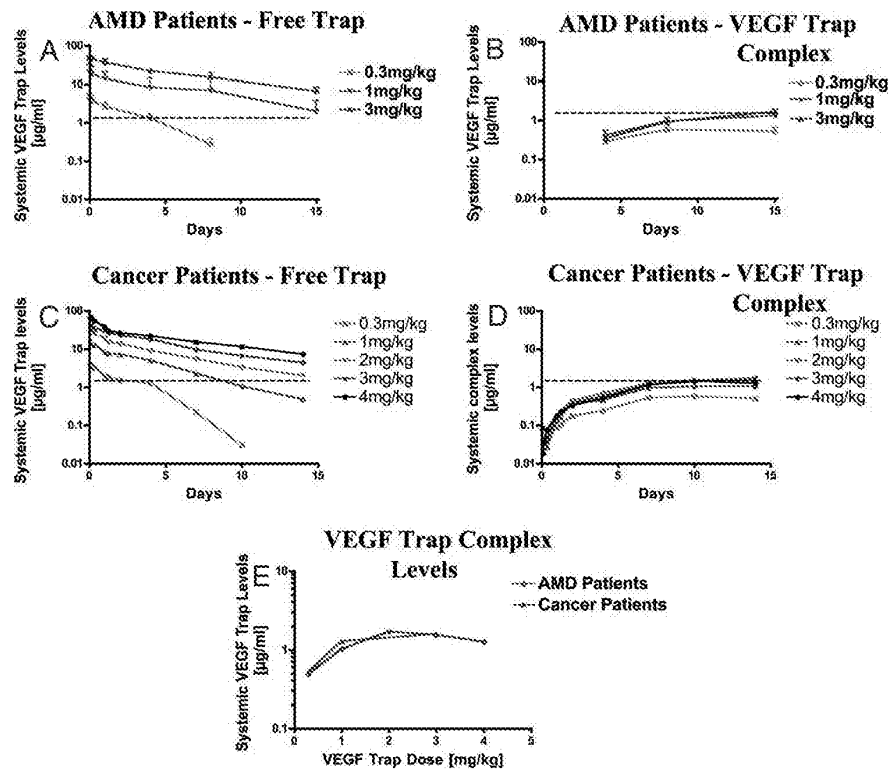 A
AMD Patients - Free Trap
Systemic VEGF Trap Levels
[µg/ml]
100
10
1
0.1
0.01
0
5
10
15
Days
0.3mg/kg
1mg/kg
3mg/kg
B
AMD Patients - VEGF Trap
Complex
Systemic VEGF Trap Levels
[µg/ml]
100
10
1
0.1
0.01
0
5
10
15
Days
0.3mg/kg
1mg/kg
3mg/kg
C
Cancer Patients - Free Trap
Systemic VEGF Trap levels
[µg/ml]
100
10
1
0.1
0.01
0
5
10
15
Days
0.3mg/kg
1mg/kg
2mg/kg
3mg/kg
4mg/kg
D
Cancer Patients - VEGF Trap
Complex
Systemic complex levels
[µg/ml]
100
10
1
0.1
0.01
0
5
10
15
Days
0.3mg/kg
1mg/kg
2mg/kg
3mg/kg
4mg/kg
E
VEGF Trap Complex
Levels
Systemic VEGF Trap Levels
[µg/ml]
10
1
0.1
0
1
2
3
4
5
VEGF Trap Dose [mg/kg]
AMD Patients
Cancer Patients